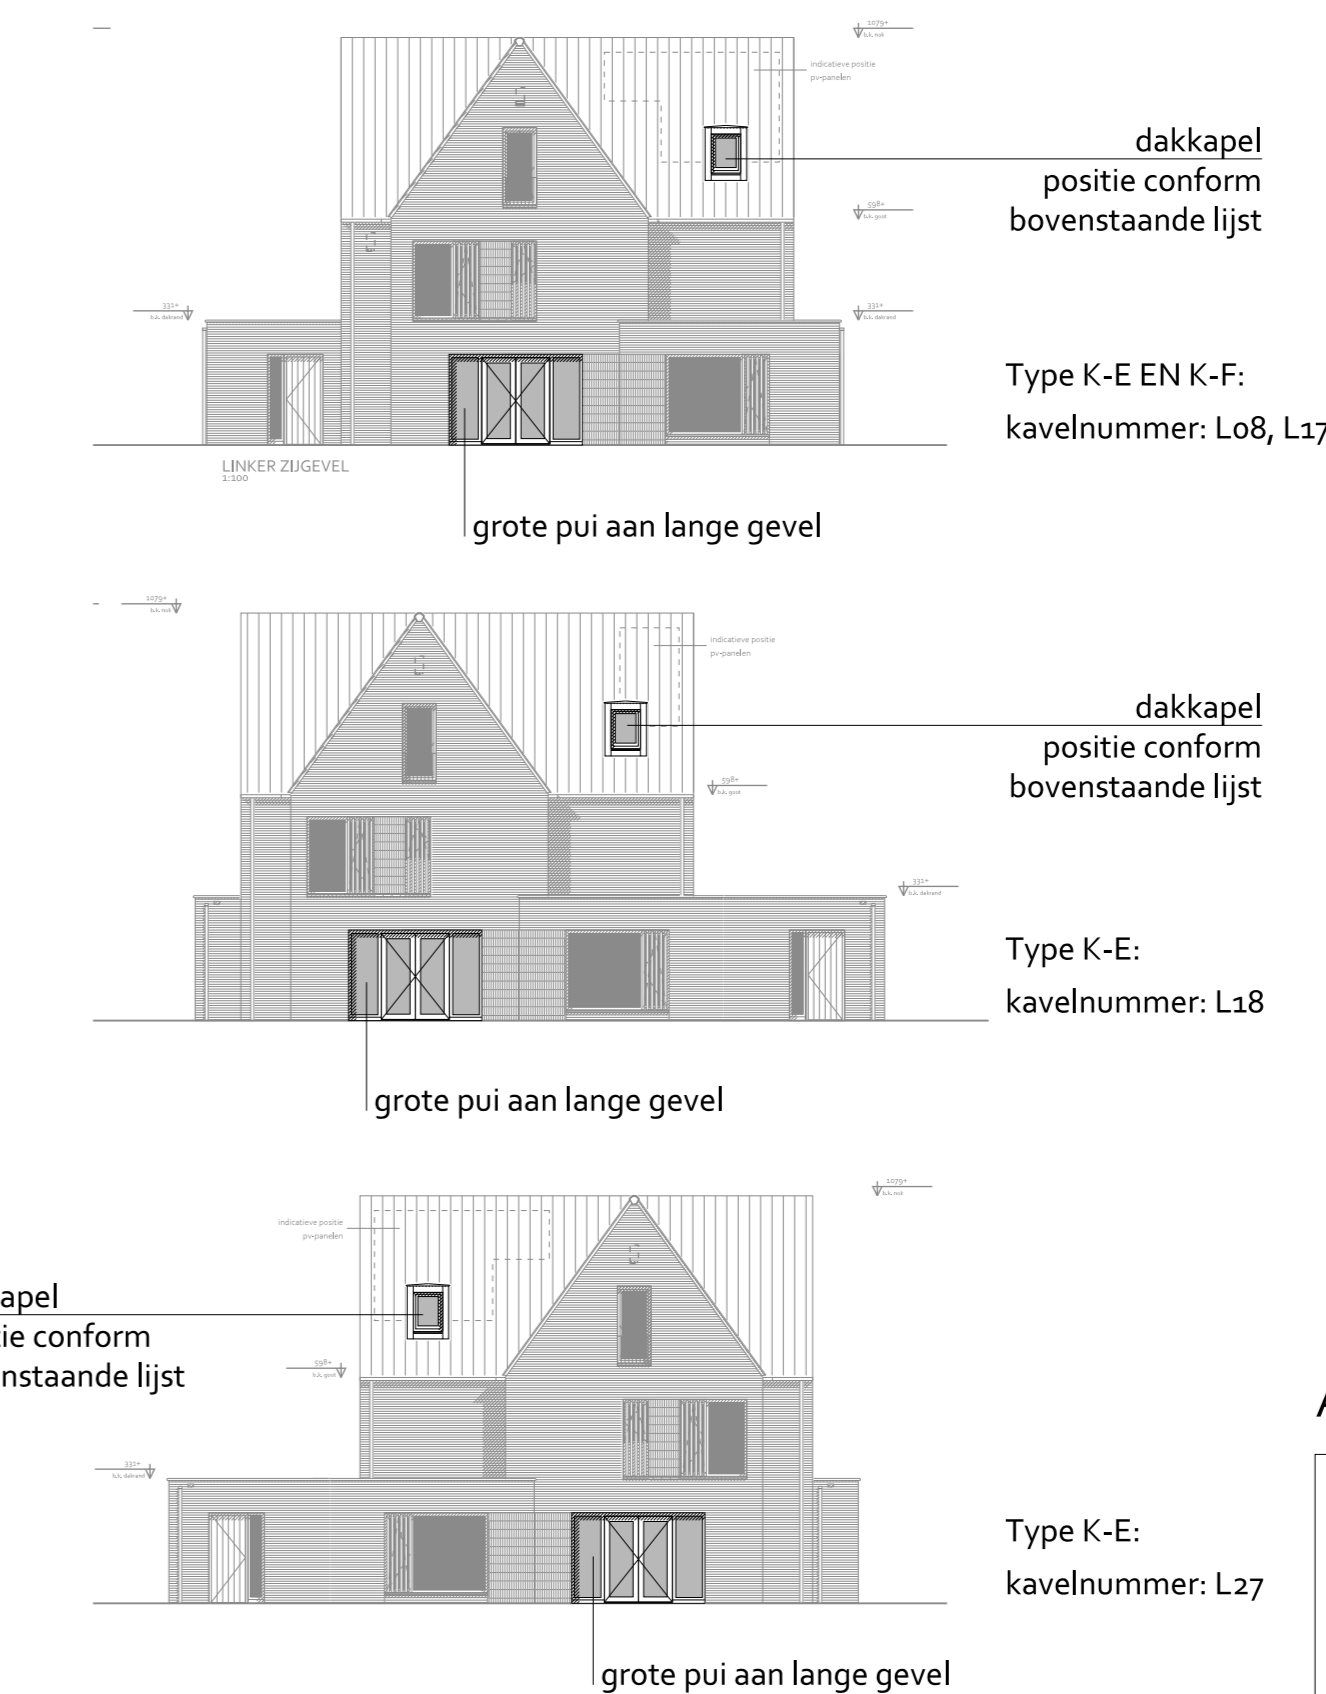 1079+
b.k. nok
indicatieve positie
pv-panelen
dakkapel
positie conform
bovenstaande lijst
598+
b.k. goot
331+
b.k. dakrand
331+
b.k. dakrand
Type K-E EN K-F:
kavelnummer: L08, L17
LINKER ZIJGEVEL
1:100
grote pui aan lange gevel
1079+
b.k. nok
indicatieve positie
pv-panelen
dakkapel
positie conform
bovenstaande lijst
598+
b.k. goot
331+
b.k. dakrand
Type K-E:
kavelnummer: L18
grote pui aan lange gevel
1079+
b.k. nok
indicatieve positie
pv-panelen
apel
tie conform
nstaande lijst
598+
b.k. goot
331+
b.k. dakrand
Type K-E:
kavelnummer: L27
grote pui aan lange gevel